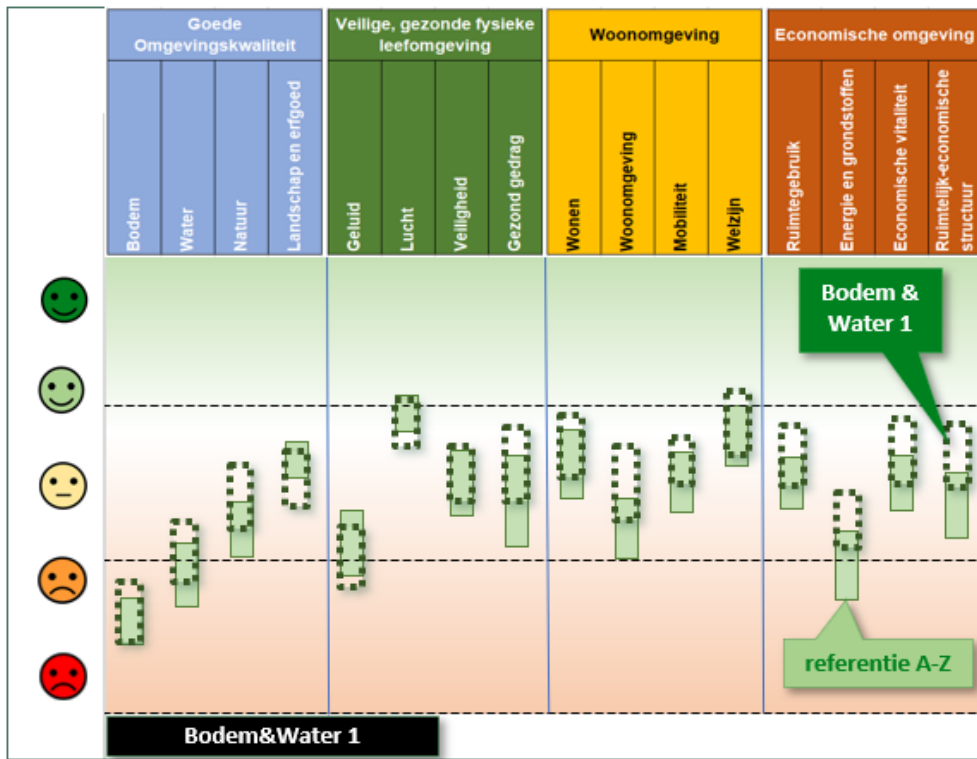 Goede
Omgevingskwaliteit
Veilige, gezonde fysieke
leefomgeving
Woonomgeving
Economische omgeving
Bodem
Water
Natuur
Landschap en erfgoed
Geluid
Lucht
Veiligheid
Gezond gedrag
Wonen
Woonomgeving
Mobiliteit
Welzijn
Ruimtegebruik
Energie en grondstoffen
Economische vitaliteit
Ruimtelijk-economische
structuur
Bodem &
Water 1
referentie A-Z
Bodem&Water 1